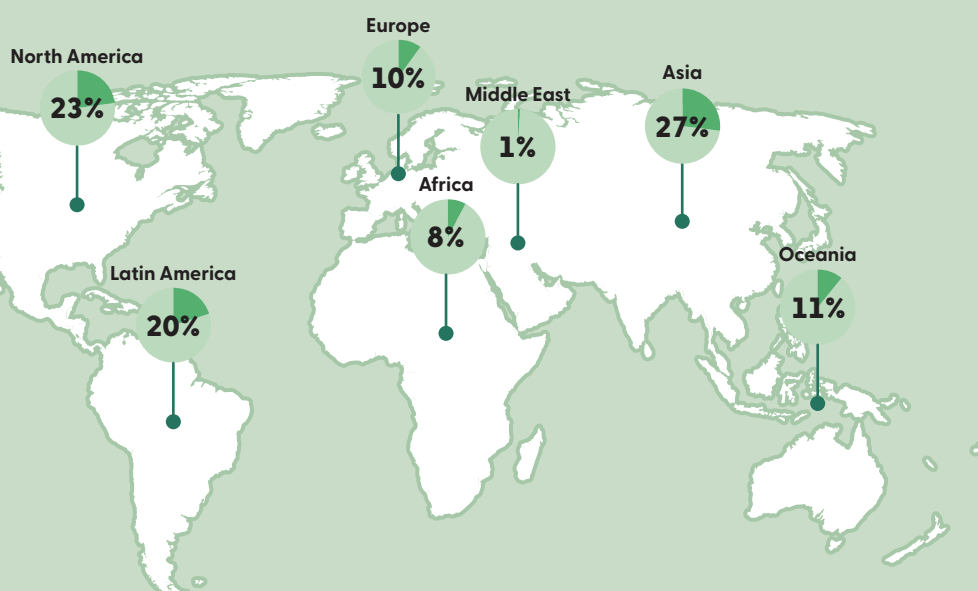 Europe
10%
North America
23%
Middle East
1%
Asia
27%
Africa
8%
Oceania
11%
Latin America
20%